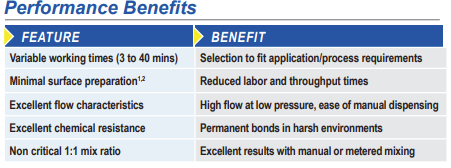 Performance Benefits
FEATURE BENEFIT
Variable working times (3 to 40 mins) Selection to fit application/process requirements
Minimal surface preparation1,2 Reduced labor and throughput times
Excellent flow characteristics High flow at low pressure, ease of manual dispensing
Excellent chemical resistance Permanent bonds in harsh environments
Non critical 1:1 mix ratio Excellent results with manual or metered mixing